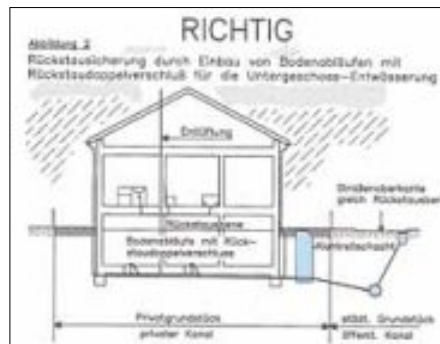 RICHTIG
Abbildung 2
Rückstausicherung durch Einbau von Bodenabläufen mit
Rückstaudoppelverschluß für die Untergeschoss-Entwässerung
Entlüftung
Straßenoberkante
gleich Rückstauebene
Rückstauebene
Bodenabläufe mit Rück-
staudoppelverschluss
Kontrollschacht
Privatgrundstück
privater Kanal
städt. Grundstück
öffentl. Kanal